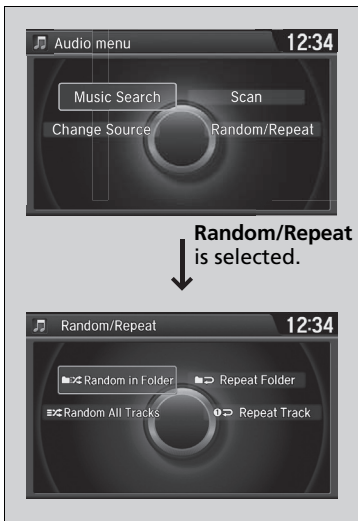 Audio menu 12:34
Music Search Scan
Change Source Random/Repeat
Random/Repeat
is selected.
Random/Repeat 12:34
Random in Folder Repeat Folder
Random All Tracks Repeat Track